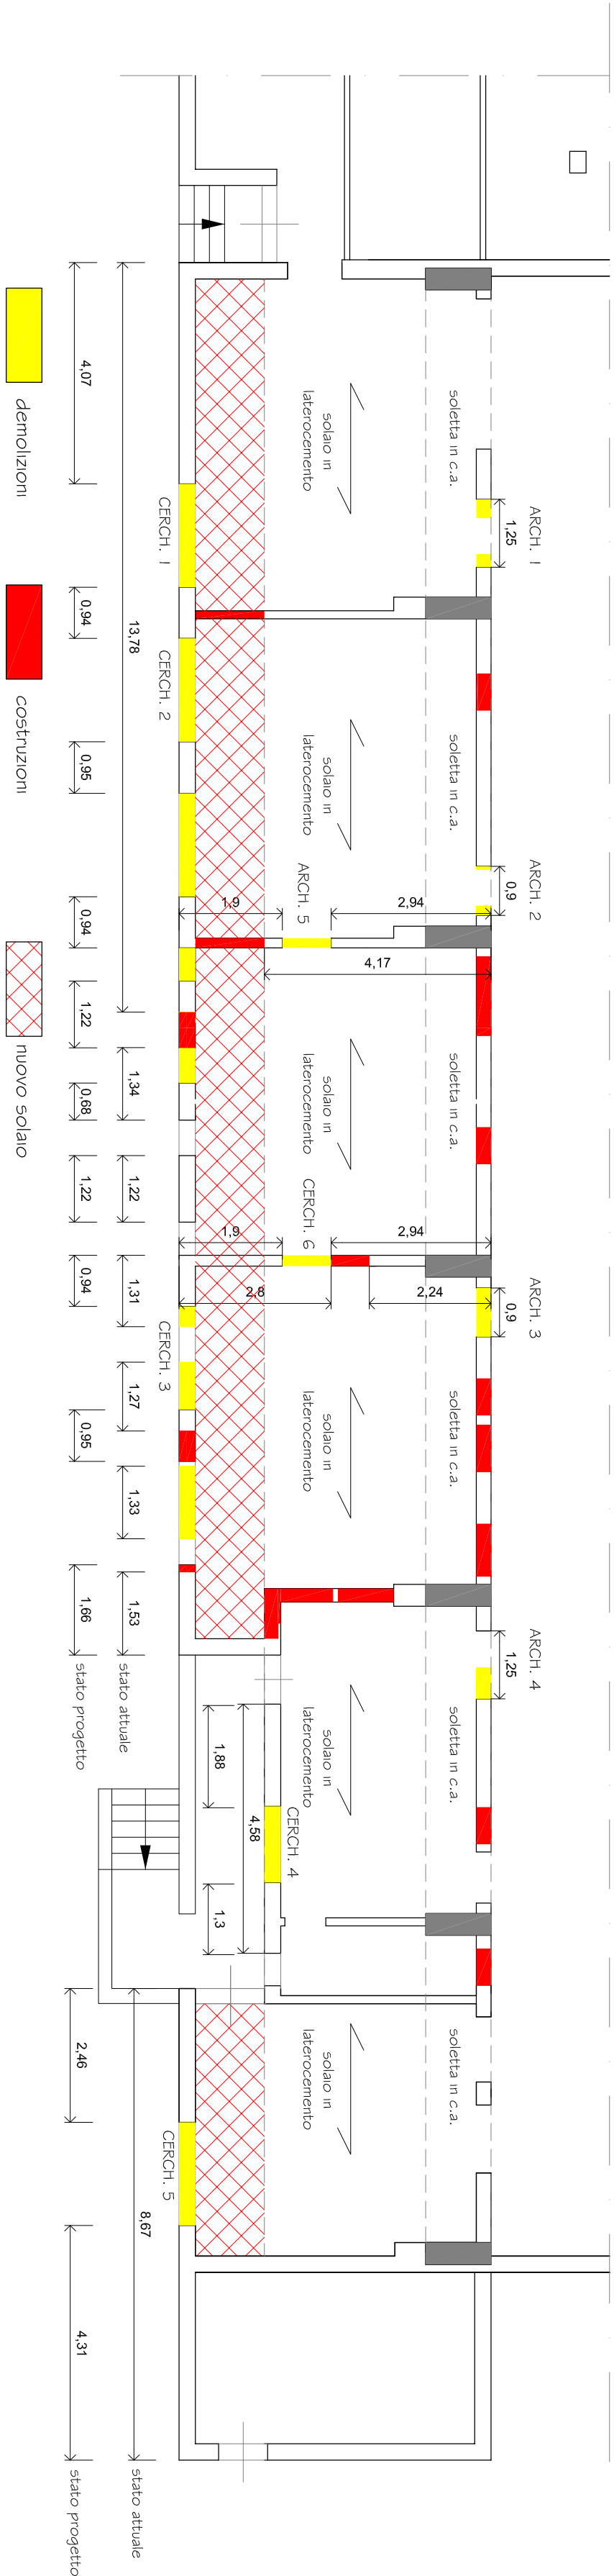 ARCH. 1
ARCH. 2
ARCH. 3
ARCH. 4
1,25
0,9
0,9
1,25
soletta in c.a.
soletta in c.a.
soletta in c.a.
soletta in c.a.
soletta in c.a.
soletta in c.a.
2,94
4,17
2,94
2,24
solaio in
laterocemento
solaio in
laterocemento
solaio in
laterocemento
solaio in
laterocemento
solaio in
laterocemento
solaio in
laterocemento
ARCH. 5
CERCH. 6
CERCH. 4
1,9
1,9
2,8
4,58
1,88
1,3
CERCH. 1
CERCH. 2
CERCH. 3
CERCH. 5
13,78
1,34
1,22
1,31
1,27
1,33
1,53
stato attuale
8,67
stato attuale
4,07
0,94
0,95
0,94
1,22
0,68
1,22
0,94
0,95
1,66
stato progetto
2,46
4,31
stato progetto
demolizioni
costruzioni
nuovo solaio